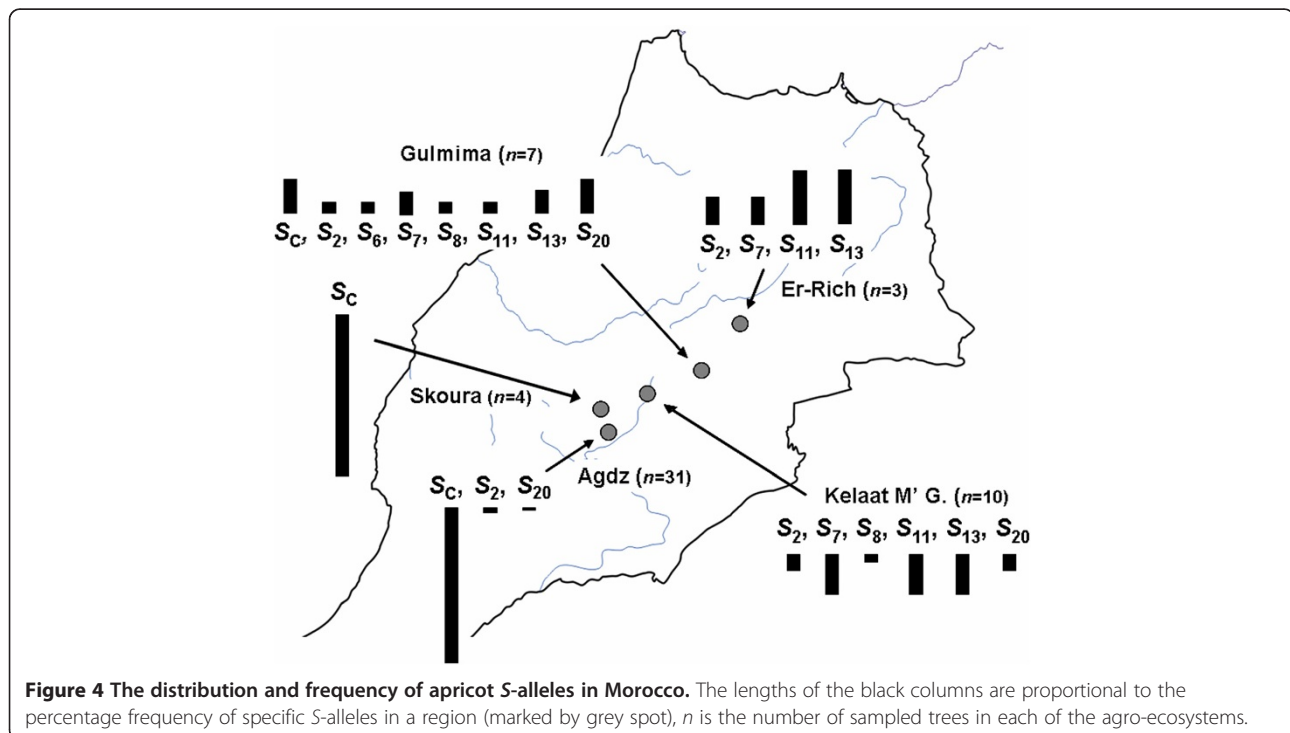 Gulmima (n=7)
SC, S2, S6, S7, S8, S11, S13, S20
S2, S7, S11, S13
Er-Rich (n=3)
SC
Skoura (n=4)
Agdz (n=31)
SC, S2, S20
Kelaat M' G. (n=10)
S2, S7, S8, S11, S13, S20
Figure 4 The distribution and frequency of apricot S-alleles in Morocco. The lengths of the black columns are proportional to the
percentage frequency of specific S-alleles in a region (marked by grey spot), n is the number of sampled trees in each of the agro-ecosystems.